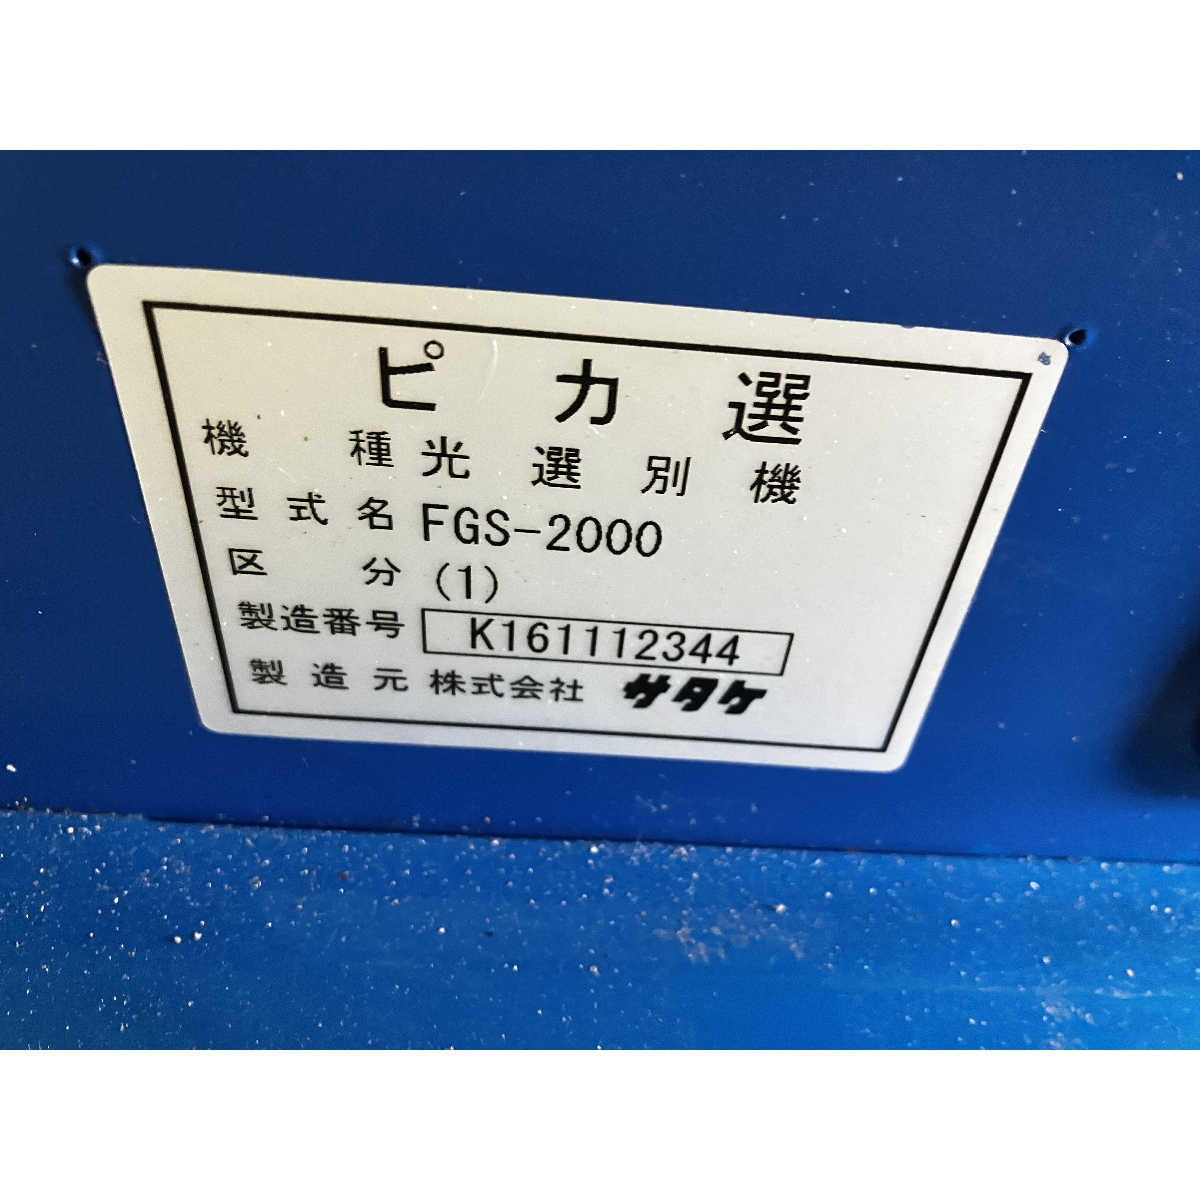 ピカ選
機種 光選別機
型式名 FGS-2000
区分 (1)
製造番号 K161112344
製造元 株式会社 サタケ